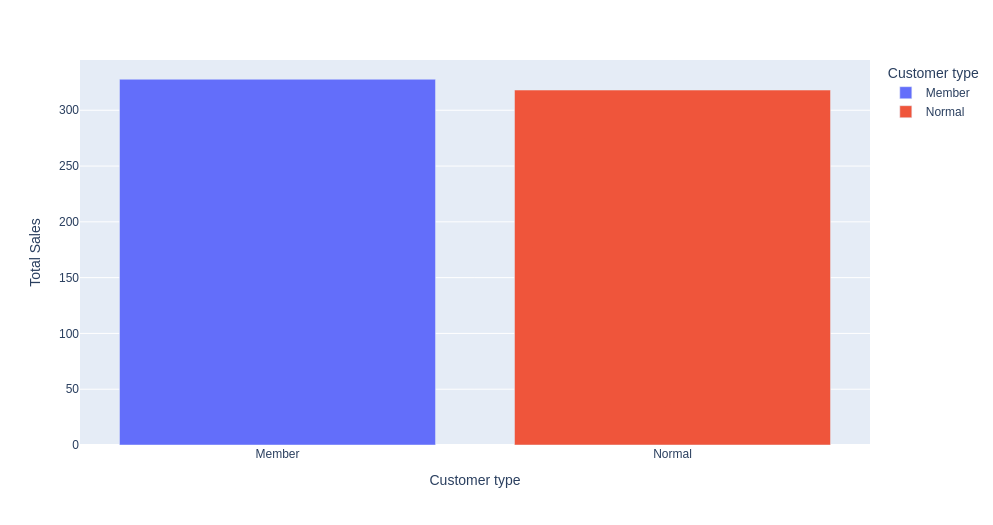 Customer type
Member
Normal
Total Sales
300
250
200
150
100
50
0
Member Normal
Customer type